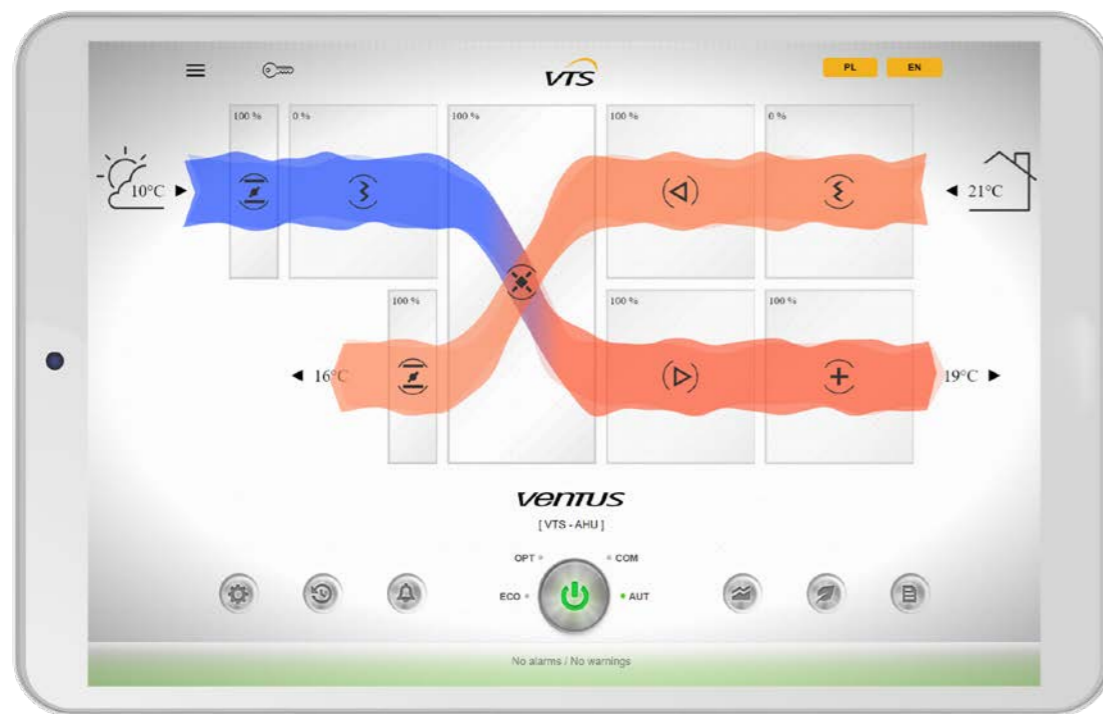 VTS
PL EN
100 % 0 % 100 % 100 % 0 %
10°C 21°C
100 % 100 % 100 %
16°C 19°C
VENTUS
[ VTS - AHU ]
OPT COM
ECO AUT
No alarms / No warnings